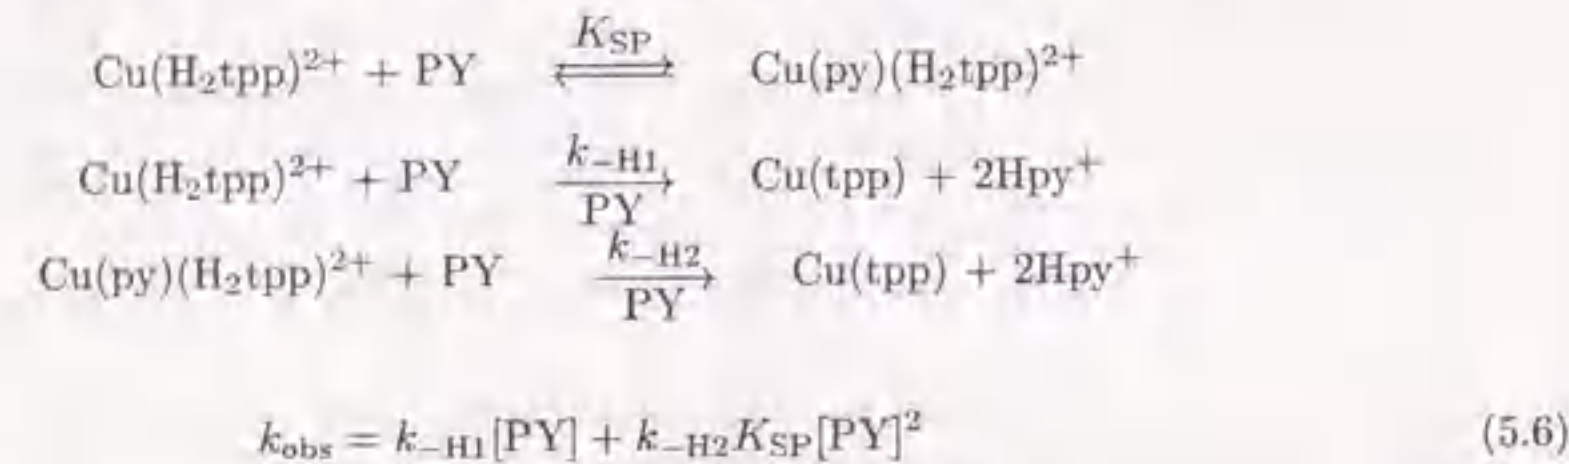 Cu(H₂tpp)²⁺ + PY ⇌ Cu(py)(H₂tpp)²⁺
K_SP
Cu(H₂tpp)²⁺ + PY → Cu(tpp) + 2Hpy⁺
k₋H1
PY
Cu(py)(H₂tpp)²⁺ + PY → Cu(tpp) + 2Hpy⁺
k₋H2
PY
k_obs = k₋H1[PY] + k₋H2K_SP[PY]² (5.6)